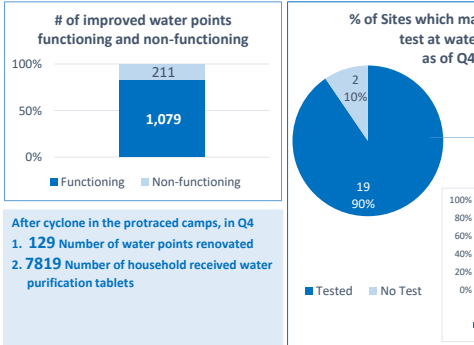 # of improved water points
functioning and non-functioning
100%
50%
0%
211
1,079
Functioning
Non-functioning
After cyclone in the protraced camps, in Q4
1. 129 Number of water points renovated
2. 7819 Number of household received water
purification tablets
% of Sites which ma
test at wate
as of Q4
2
10%
19
90%
Tested
No Test
100%
80%
60%
40%
20%
0%